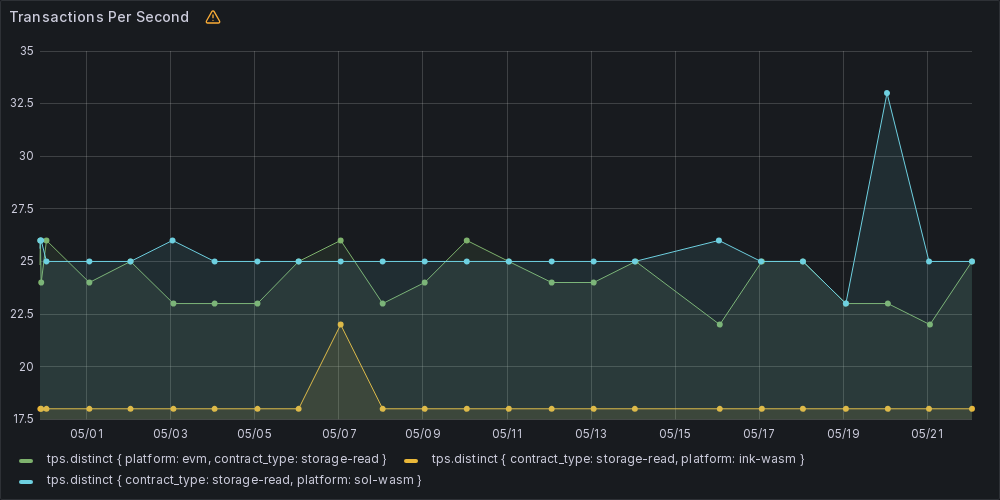 Transactions Per Second
35
32.5
30
27.5
25
22.5
20
17.5
05/01 05/03 05/05 05/07 05/09 05/11 05/13 05/15 05/17 05/19 05/21
tps.distinct { platform: evm, contract_type: storage-read } tps.distinct { contract_type: storage-read, platform: ink-wasm }
tps.distinct { contract_type: storage-read, platform: sol-wasm }